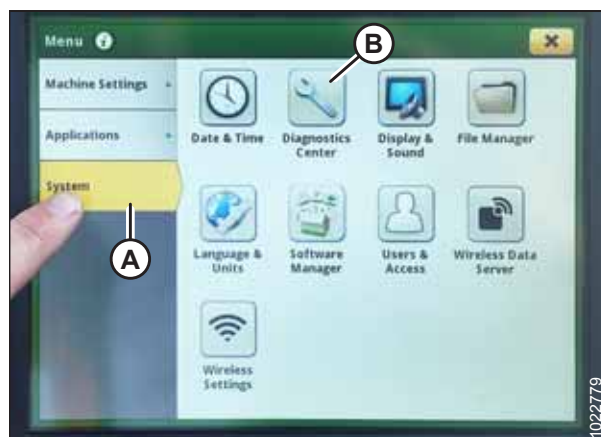 Menu i
B
Machine Settings
Applications
System
A
Date & Time
Diagnostics
Center
Display &
Sound
File Manager
Language &
Units
Software
Manager
Users &
Access
Wireless Data
Server
Wireless
Settings
1022779